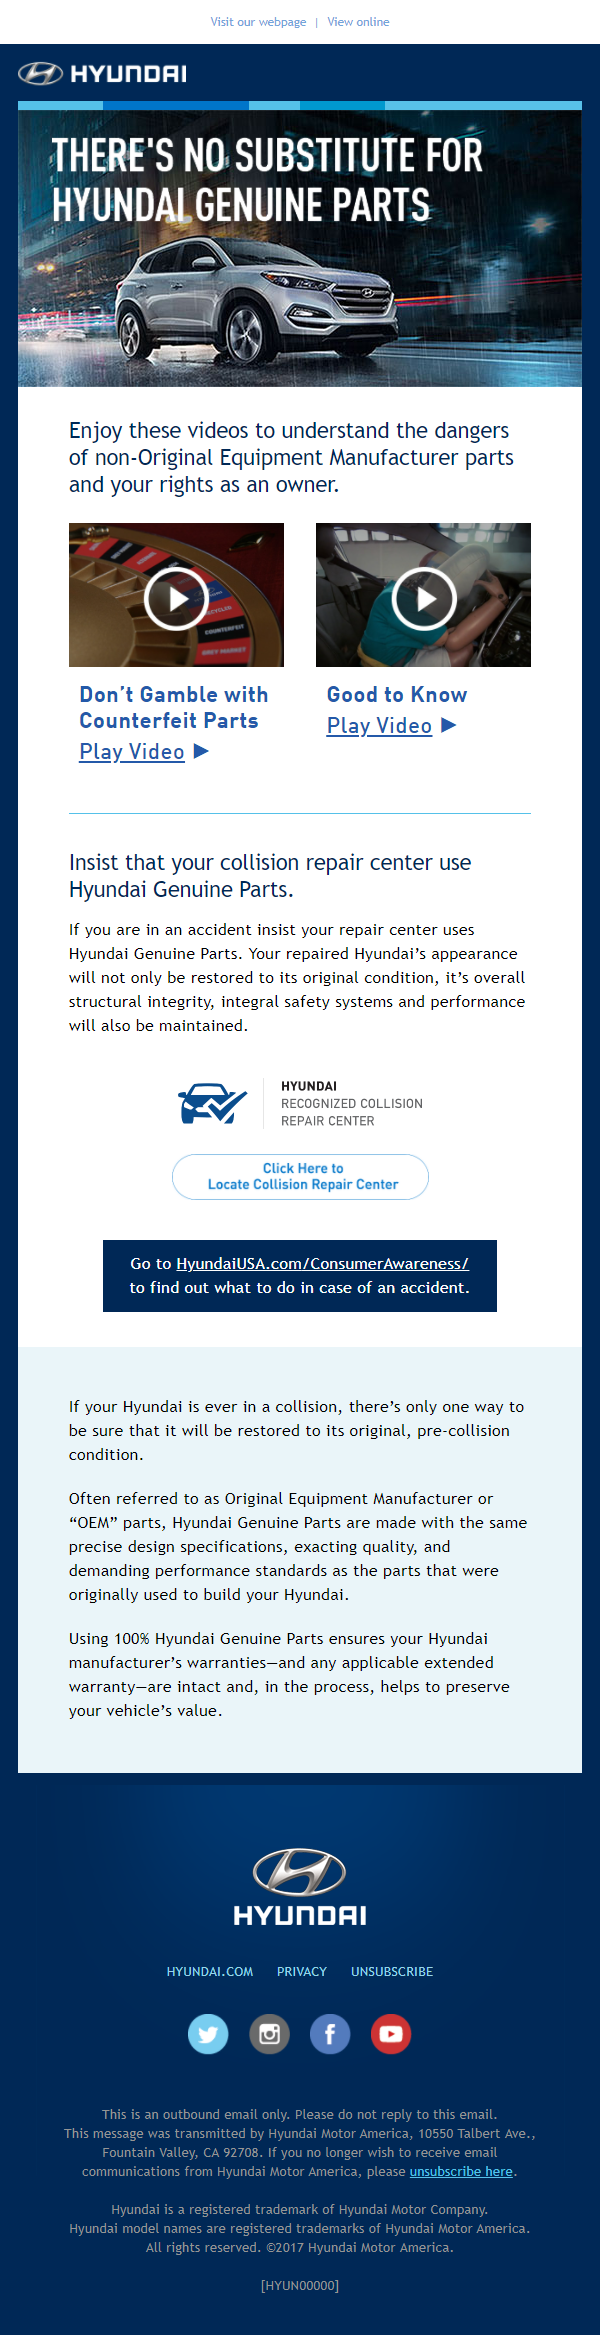 Visit our webpage | View online
HYUNDAI
THERE'S NO SUBSTITUTE FOR
HYUNDAI GENUINE PARTS
Enjoy these videos to understand the dangers
of non-Original Equipment Manufacturer parts
and your rights as an owner.
COUNTERFEIT
GREY MARKET
Don’t Gamble with
Counterfeit Parts
Play Video ►
Good to Know
Play Video ►
Insist that your collision repair center use
Hyundai Genuine Parts.
If you are in an accident insist your repair center uses
Hyundai Genuine Parts. Your repaired Hyundai’s appearance
will not only be restored to its original condition, it’s overall
structural integrity, integral safety systems and performance
will also be maintained.
HYUNDAI
RECOGNIZED COLLISION
REPAIR CENTER
Click Here to
Locate Collision Repair Center
Go to HyundaiUSA.com/ConsumerAwareness/
to find out what to do in case of an accident.
If your Hyundai is ever in a collision, there’s only one way to
be sure that it will be restored to its original, pre-collision
condition.
Often referred to as Original Equipment Manufacturer or
“OEM” parts, Hyundai Genuine Parts are made with the same
precise design specifications, exacting quality, and
demanding performance standards as the parts that were
originally used to build your Hyundai.
Using 100% Hyundai Genuine Parts ensures your Hyundai
manufacturer’s warranties—and any applicable extended
warranty—are intact and, in the process, helps to preserve
your vehicle’s value.
HYUNDAI
HYUNDAI.COM PRIVACY UNSUBSCRIBE
This is an outbound email only. Please do not reply to this email.
This message was transmitted by Hyundai Motor America, 10550 Talbert Ave.,
Fountain Valley, CA 92708. If you no longer wish to receive email
communications from Hyundai Motor America, please unsubscribe here.
Hyundai is a registered trademark of Hyundai Motor Company.
Hyundai model names are registered trademarks of Hyundai Motor America.
All rights reserved. ©2017 Hyundai Motor America.
[HYUN00000]